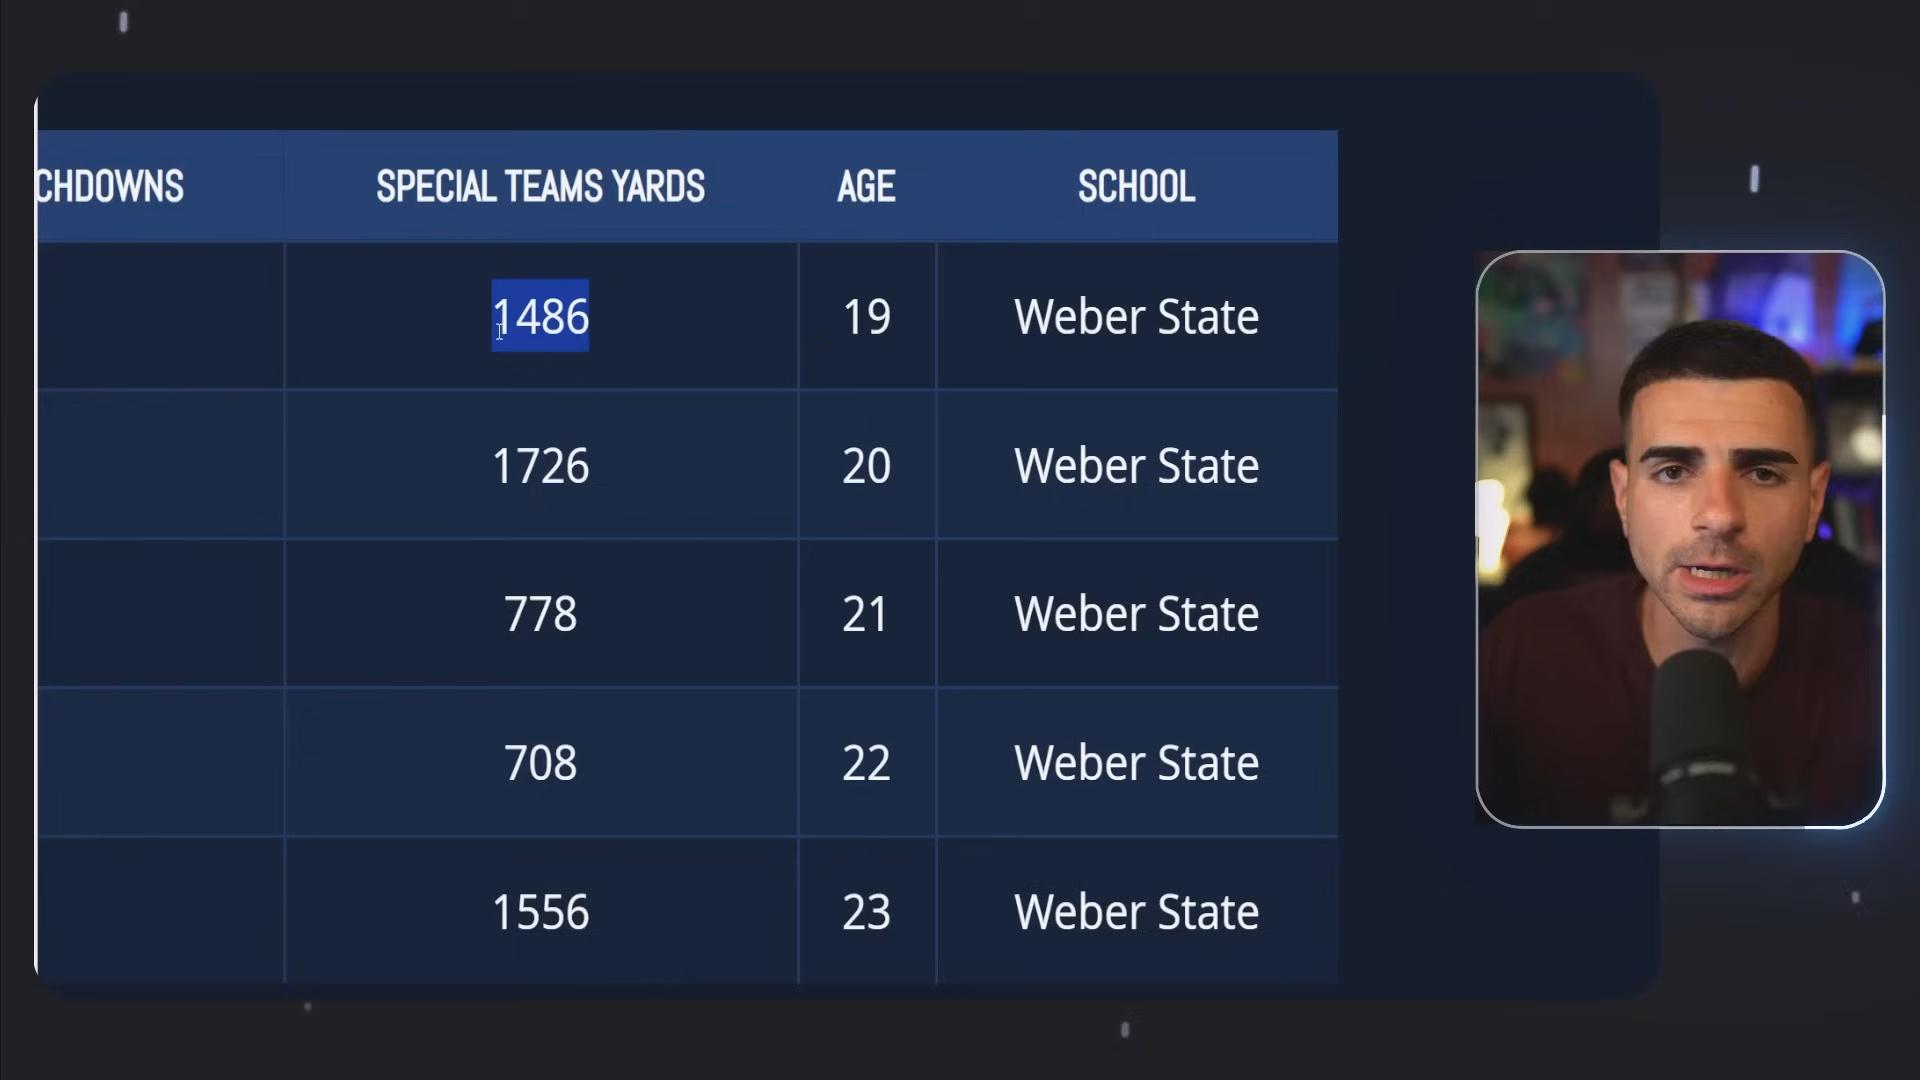 CHDOWNS SPECIAL TEAMS YARDS AGE SCHOOL
1486 19 Weber State
1726 20 Weber State
778 21 Weber State
708 22 Weber State
1556 23 Weber State